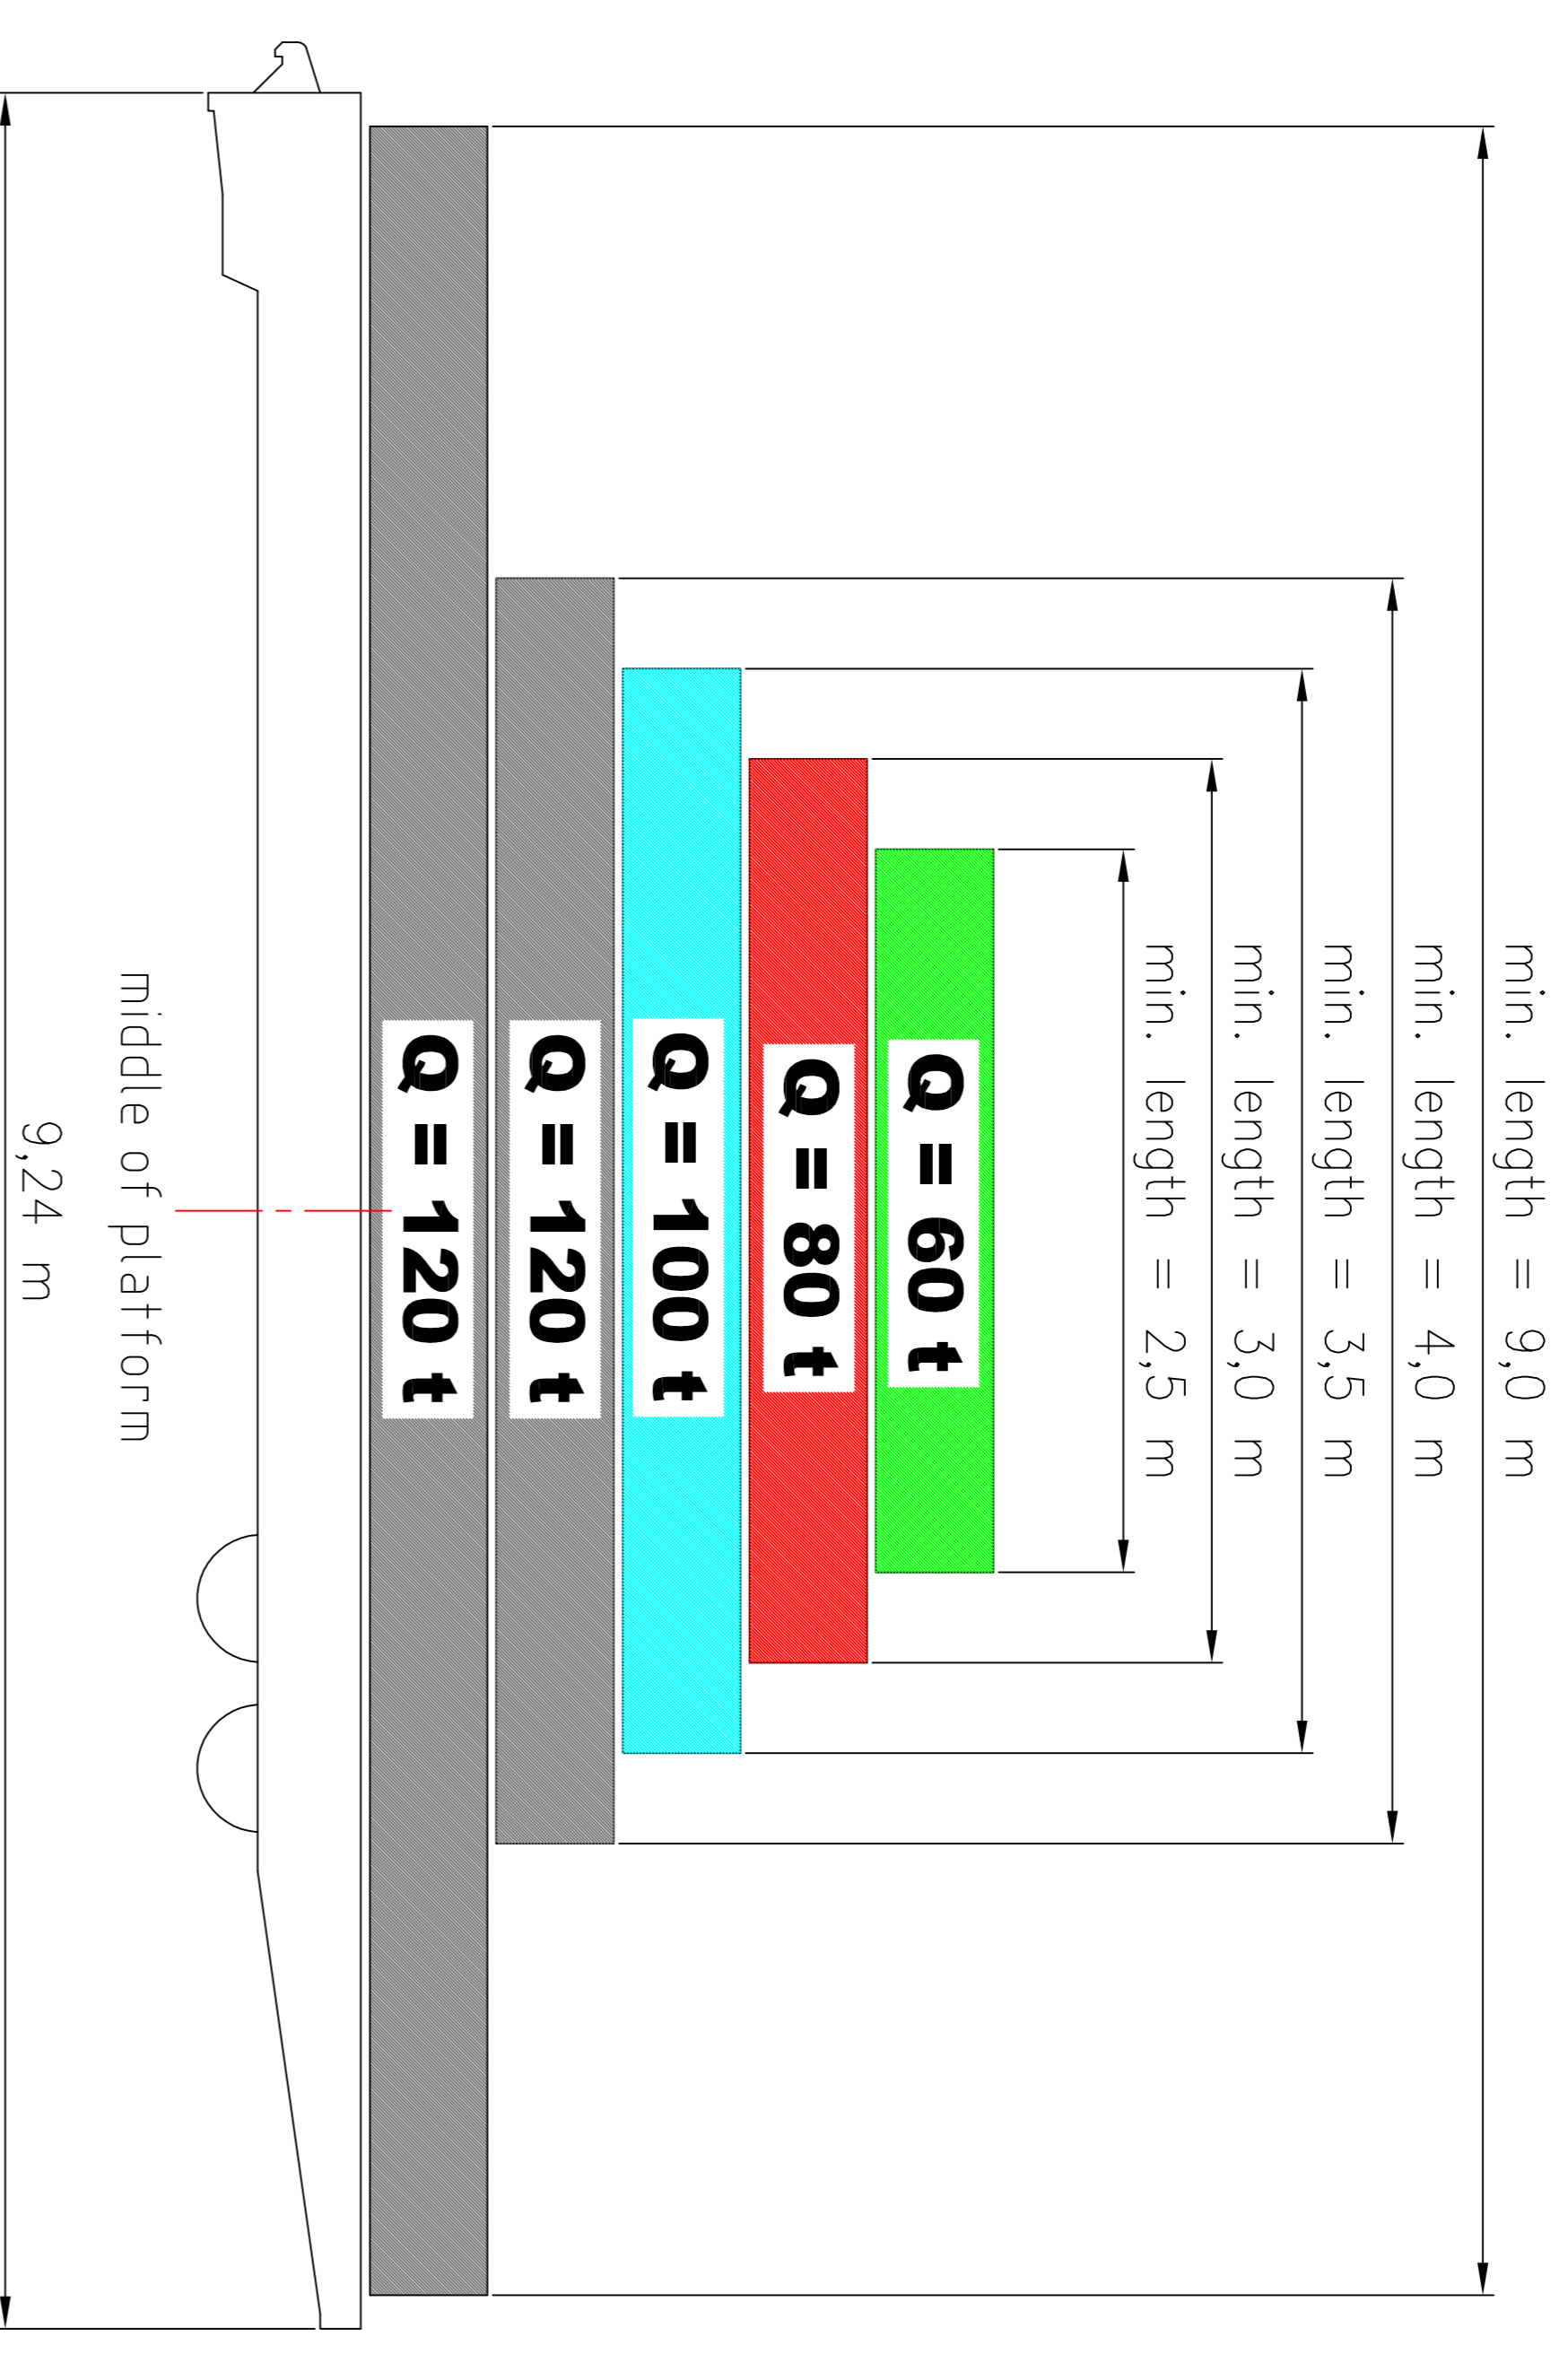 min. length = 9,0 m
min. length = 4,0 m
min. length = 3,5 m
min. length = 3,0 m
min. length = 2,5 m
Q = 60 t
Q = 80 t
Q = 100 t
Q = 120 t
Q = 120 t
middle of platform
9,24 m